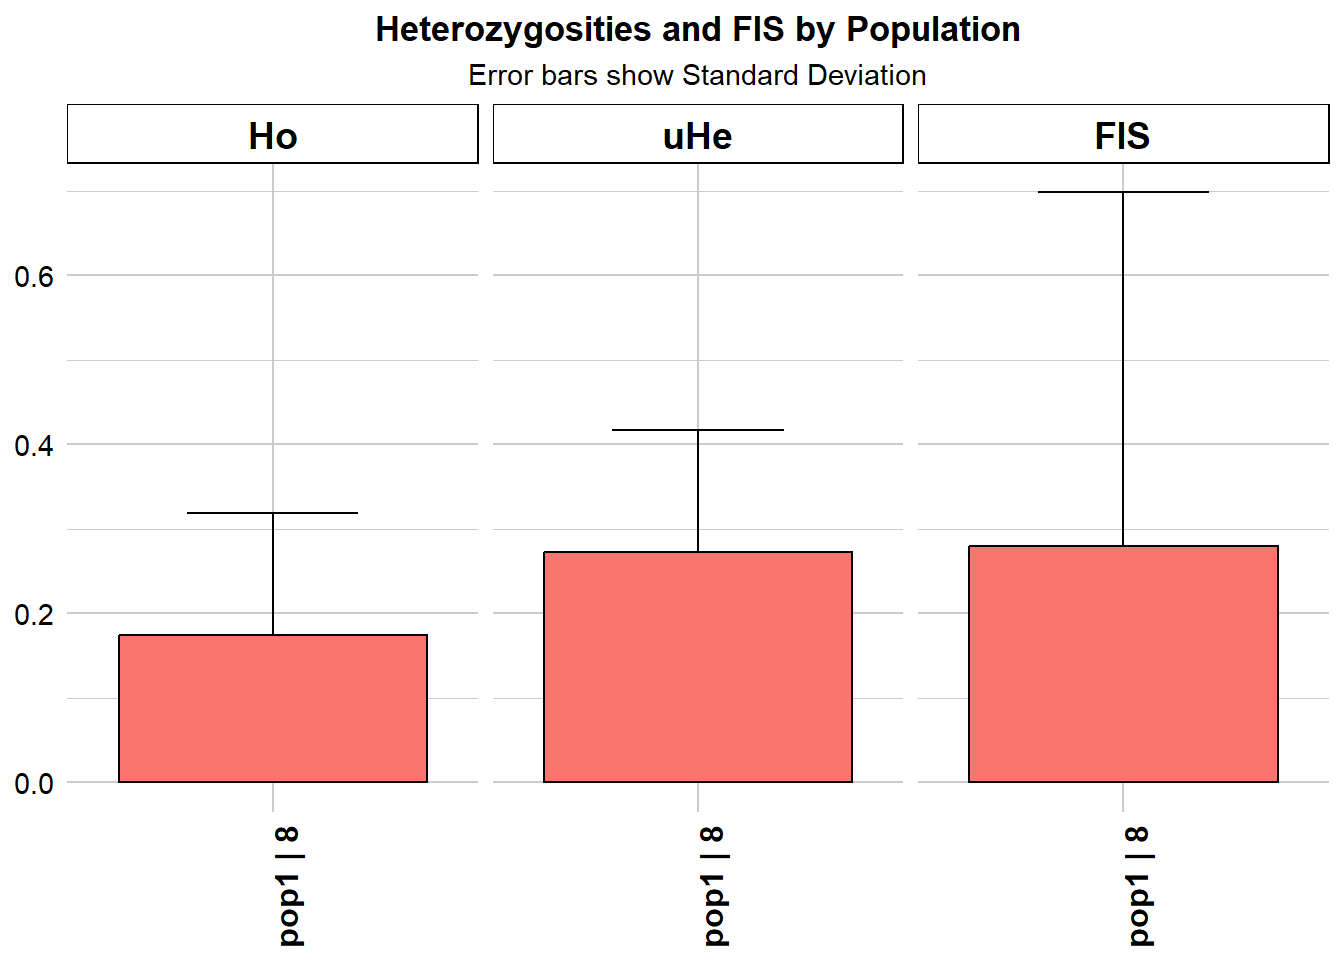 Heterozygosities and FIS by Population
Error bars show Standard Deviation
Ho
uHe
FIS
0.6
0.4
0.2
0.0
pop1 | 8
pop1 | 8
pop1 | 8